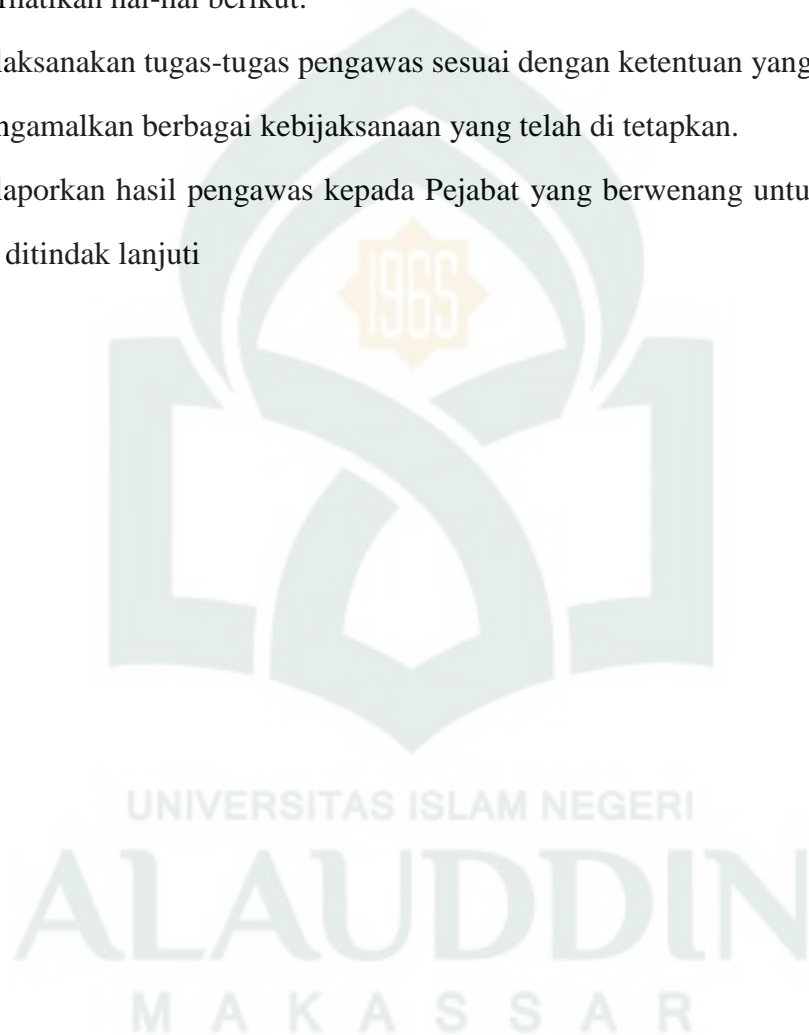 rhatikan hal-hal berikut.
laksanakan tugas-tugas pengawas sesuai dengan ketentuan yang
ngamalkan berbagai kebijaksanaan yang telah di tetapkan.
laporkan hasil pengawas kepada Pejabat yang berwenang untu
ditindak lanjuti
1965
UNIVERSITAS ISLAM NEGERI
ALAUDDIN
MAKASSAR